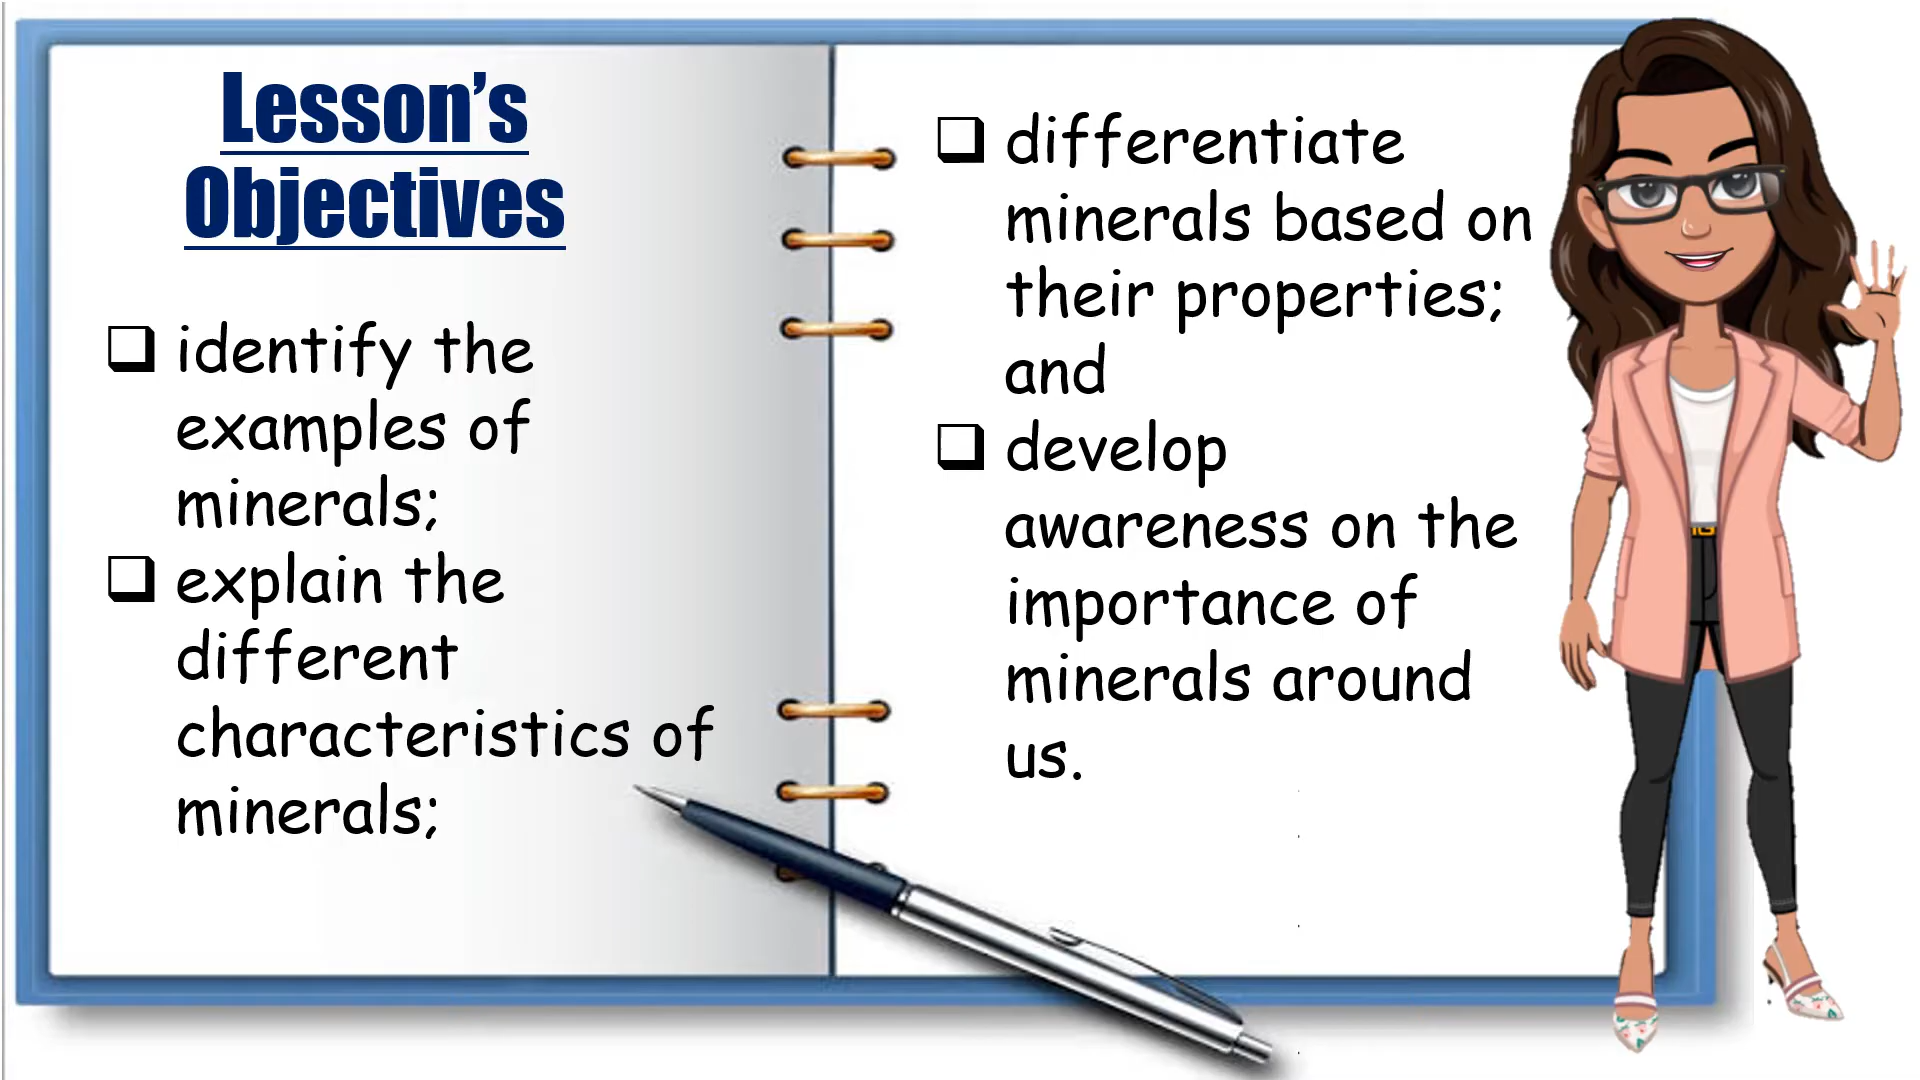 Lesson’s
Objectives
❑ identify the
examples of
minerals;
❑ explain the
different
characteristics of
minerals;
❑ differentiate
minerals based on
their properties;
and
❑ develop
awareness on the
importance of
minerals around
us.